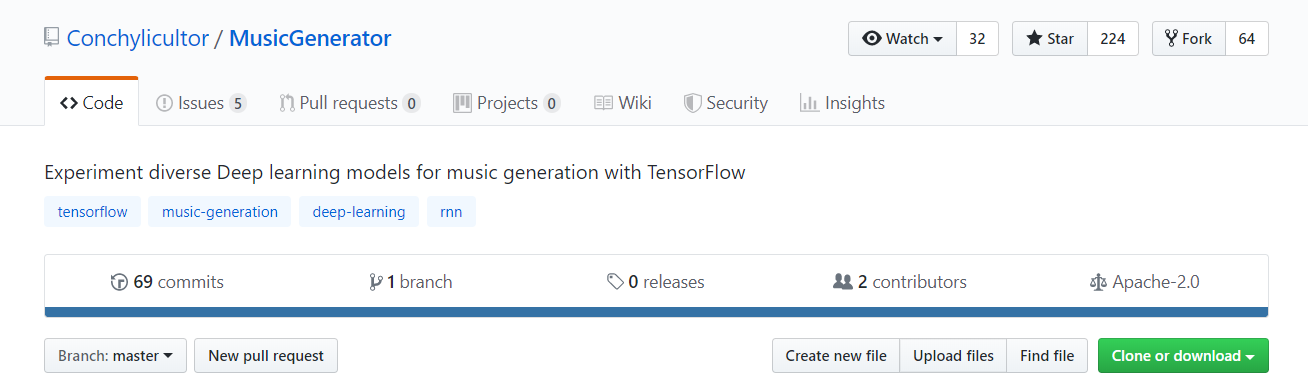 Conchylicultor / MusicGenerator Watch 32 Star 224 Fork 64
Code Issues 5 Pull requests 0 Projects 0 Wiki Security Insights
Experiment diverse Deep learning models for music generation with TensorFlow
tensorflow music-generation deep-learning rnn
69 commits 1 branch 0 releases 2 contributors Apache-2.0
Branch: master New pull request Create new file Upload files Find file Clone or download